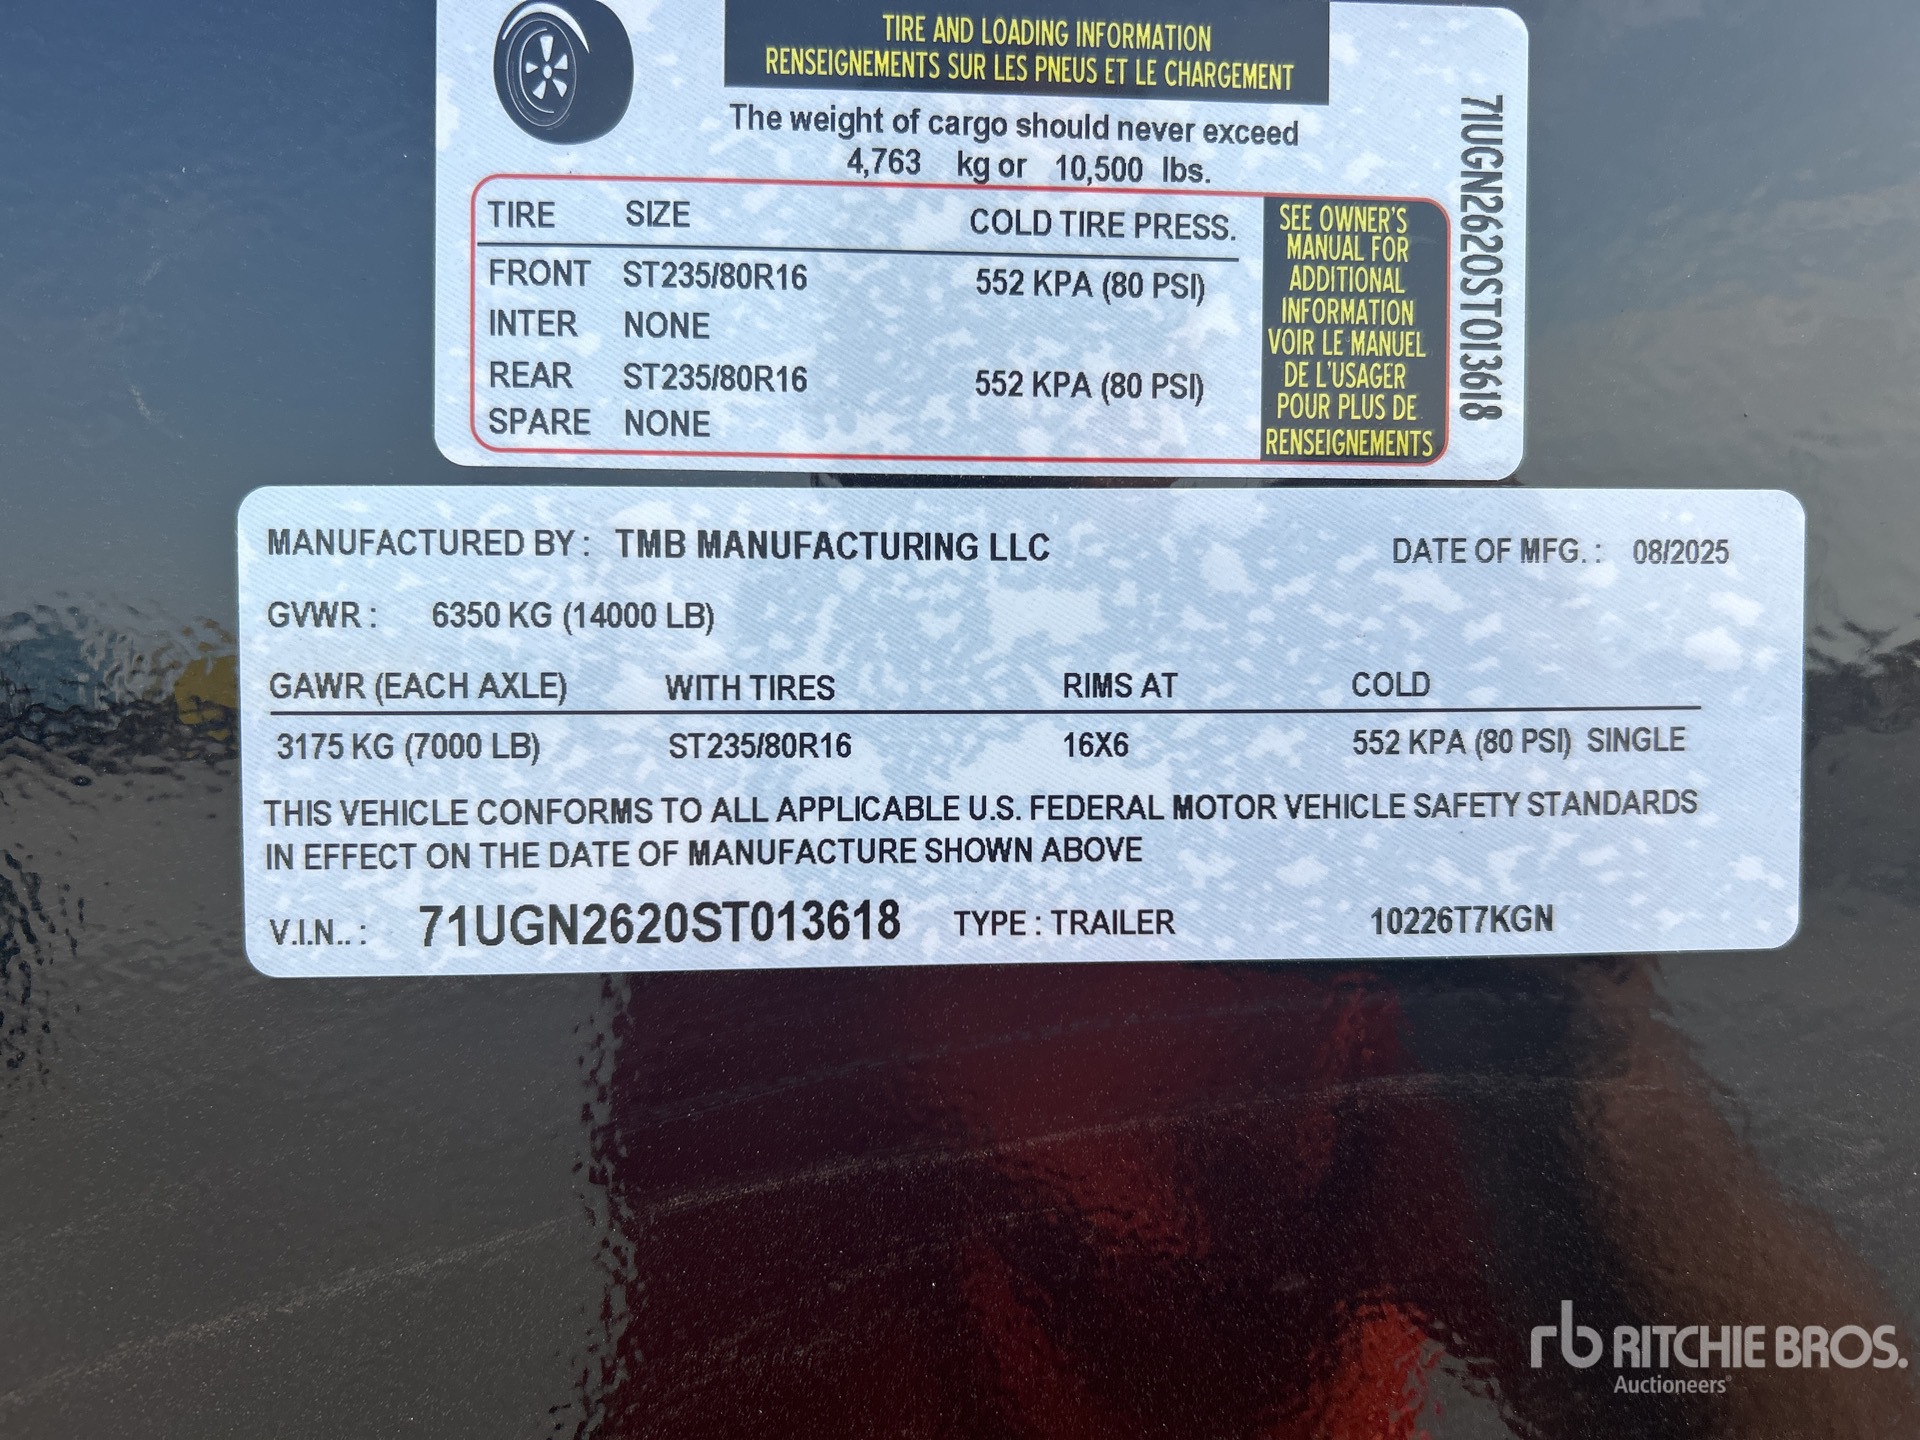 TIRE AND LOADING INFORMATION
RENSEIGNEMENTS SUR LES PNEUS ET LE CHARGEMENT
The weight of cargo should never exceed
4,763 kg or 10,500 lbs.
TIRE SIZE COLD TIRE PRESS.
FRONT ST235/80R16 552 KPA (80 PSI)
INTER NONE
REAR ST235/80R16 552 KPA (80 PSI)
SPARE NONE
SEE OWNER'S
MANUAL FOR
ADDITIONAL
INFORMATION
VOIR LE MANUEL
DE L'USAGER
POUR PLUS DE
RENSEIGNEMENTS
71UGN2620ST013618
MANUFACTURED BY : TMB MANUFACTURING LLC DATE OF MFG. : 08/2025
GVWR : 6350 KG (14000 LB)
GAWR (EACH AXLE) WITH TIRES RIMS AT COLD
3175 KG (7000 LB) ST235/80R16 16X6 552 KPA (80 PSI) SINGLE
THIS VEHICLE CONFORMS TO ALL APPLICABLE U.S. FEDERAL MOTOR VEHICLE SAFETY STANDARDS
IN EFFECT ON THE DATE OF MANUFACTURE SHOWN ABOVE
V.I.N.. : 71UGN2620ST013618 TYPE : TRAILER 10226T7KGN
rb RITCHIE BROS.
Auctioneers